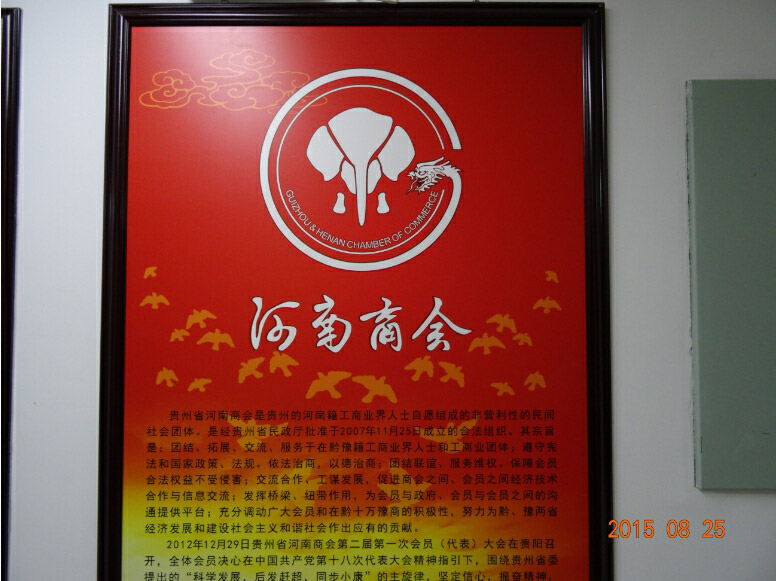 GUIZHOU & HENAN CHAMBER OF COMMERCE
河南商会
贵州省河南商会是贵州的河南籍工商业界人士自愿组成的非营利性的民间
社会团体。是经贵州省民政厅批准于2007年11月25日成立的合法组织。其宗旨
是：团结、拓展、交流、服务于在黔豫籍工商业界人士和工商业团体；遵守宪
法和国家政策、法规，依法治商，以德治商；团结联谊、服务维权，保障会员
合法权益不受侵害；交流合作，工谋发展，促进商会之间、会员之间经济技术
合作与信息交流；发挥桥梁、纽带作用，为会员与政府、会员与会员之间的沟
通提供平台；充分调动广大会员和在黔十万豫商的积极性，努力为黔、豫两省
经济发展和建设社会主义和谐社会作出应有的贡献。
2012年12月29日贵州省河南商会第二届第一次会员（代表）大会在贵阳召
开，全体会员决心在中国共产党第十八次代表大会精神指引下，围绕贵州省委
提出的“科学发展，后发赶超，同步小康”的主旋律，坚定信心，振奋精神，
2015 08 25